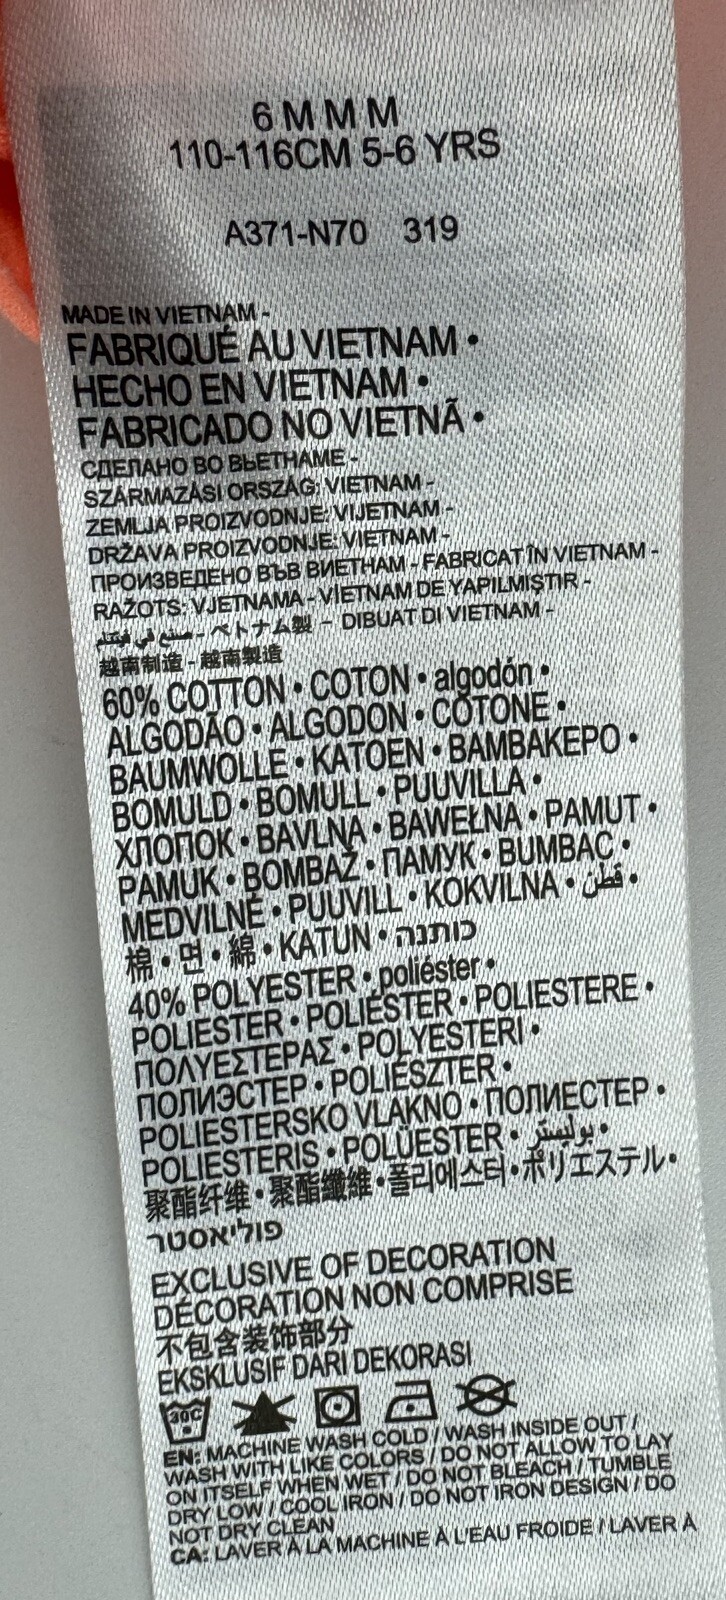 6 M M M
110-116CM 5-6 YRS
A371-N70 319
MADE IN VIETNAM -
FABRIQUÉ AU VIETNAM •
HECHO EN VIETNAM •
FABRICADO NO VIETNÃ •
СДЕЛАНО ВО ВЬЕТНАМЕ -
SZÁRMAZÁSI ORSZÁG: VIETNAM -
ZEMLJA PROIZVODNJE: VIJETNAM -
DRŽAVA PROIZVODNJE: VIETNAM -
ПРОИЗВЕДЕНО ВЪВ ВИЕТНАМ - FABRICAT ÎN VIETNAM -
RAŽOTS: VJETNAMA - VİETNAM DE YAPILMIŞTIR -
صنع في فيتنام - ベトナム製 - DIBUAT DI VIETNAM -
越南制造 - 越南製造
60% COTTON • COTON • algodón •
ALGODÃO • ALGODON • COTONE •
BAUMWOLLE • KATOEN • ΒΑΜΒΑΚΕΡΟ •
BOMULD • BOMULL • PUUVILLA •
ХЛОПОК • BAVLNA • BAWEŁNA • PAMUT •
PAMUK • BOMBAŽ • ПАМУК • BUMBAC •
MEDVILNĖ • PUUVILL • KOKVILNA • قطن •
棉 • 면 • 綿 • KATUN • כותנה
40% POLYESTER • poliéster •
POLIESTER • POLIÉSTER • POLIESTERE •
ΠΟΛΥΕΣΤΕΡΑΣ • POLYESTERI •
ПОЛИЭСТЕР • POLIÉSZTER •
POLIESTERSKO VLAKNO • ПОЛИЕСТЕР •
POLIESTERIS • POLÜESTER • بوليستر •
聚酯纤维 • 聚酯纖維 • 폴리에스터 • ポリエステル •
פוליאסטר
EXCLUSIVE OF DECORATION
DÉCORATION NON COMPRISE
不包含装饰部分
EKSKLUSIF DARI DEKORASI
30C
EN: MACHINE WASH COLD / WASH INSIDE OUT /
WASH WITH LIKE COLORS / DO NOT ALLOW TO LAY
ON ITSELF WHEN WET / DO NOT BLEACH / TUMBLE
DRY LOW / COOL IRON / DO NOT IRON DESIGN / DO
NOT DRY CLEAN
CA: LAVER À LA MACHINE À L'EAU FROIDE / LAVER À